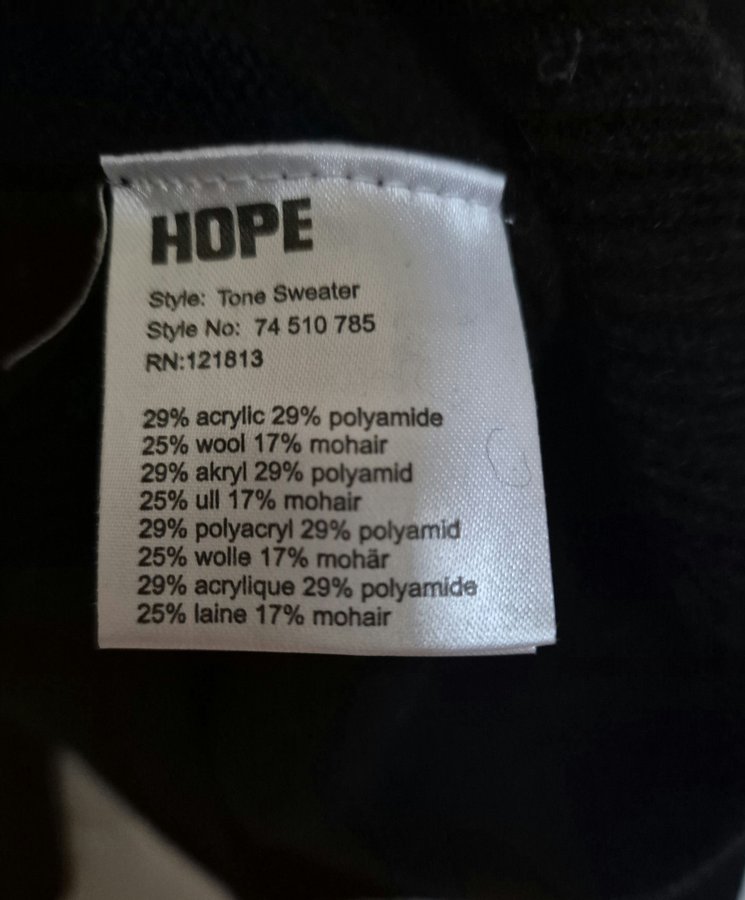 HOPE
Style: Tone Sweater
Style No: 74 510 785
RN:121813
29% acrylic 29% polyamide
25% wool 17% mohair
29% akryl 29% polyamid
25% ull 17% mohair
29% polyacryl 29% polyamid
25% wolle 17% mohär
29% acrylique 29% polyamide
25% laine 17% mohair